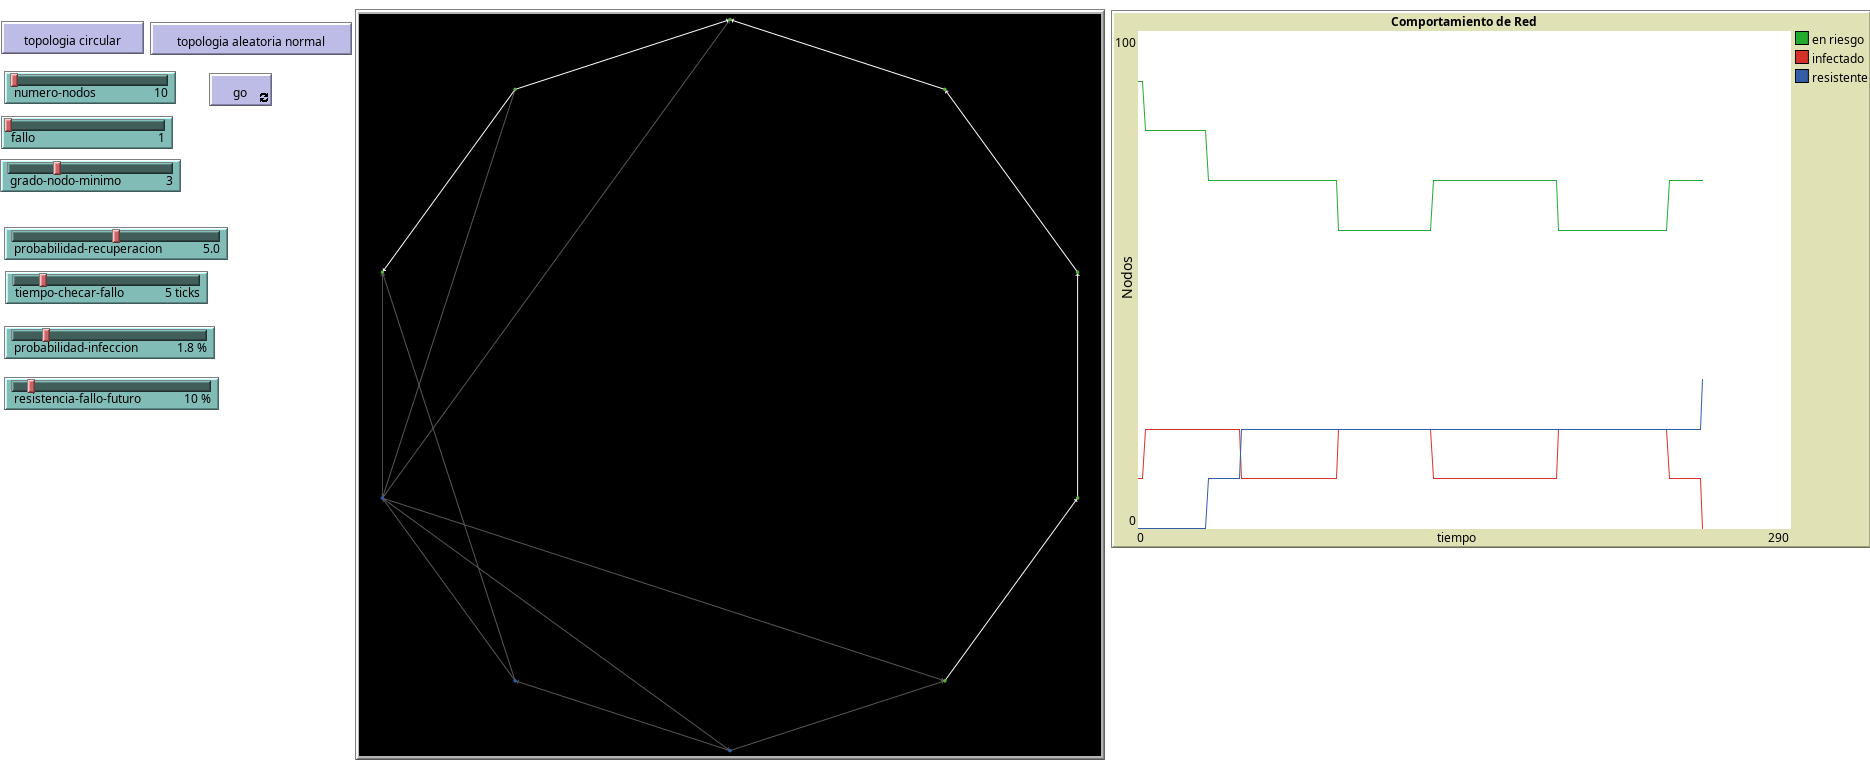 topologia circular
topologia aleatoria normal
numero-nodos 10
go
fallo 1
grado-nodo-minimo 3
probabilidad-recuperacion 5.0
tiempo-checar-fallo 5 ticks
probabilidad-infeccion 1.8 %
resistencia-fallo-futuro 10 %
Comportamiento de Red
100
Nodos
0
0 tiempo 290
en riesgo
infectado
resistente